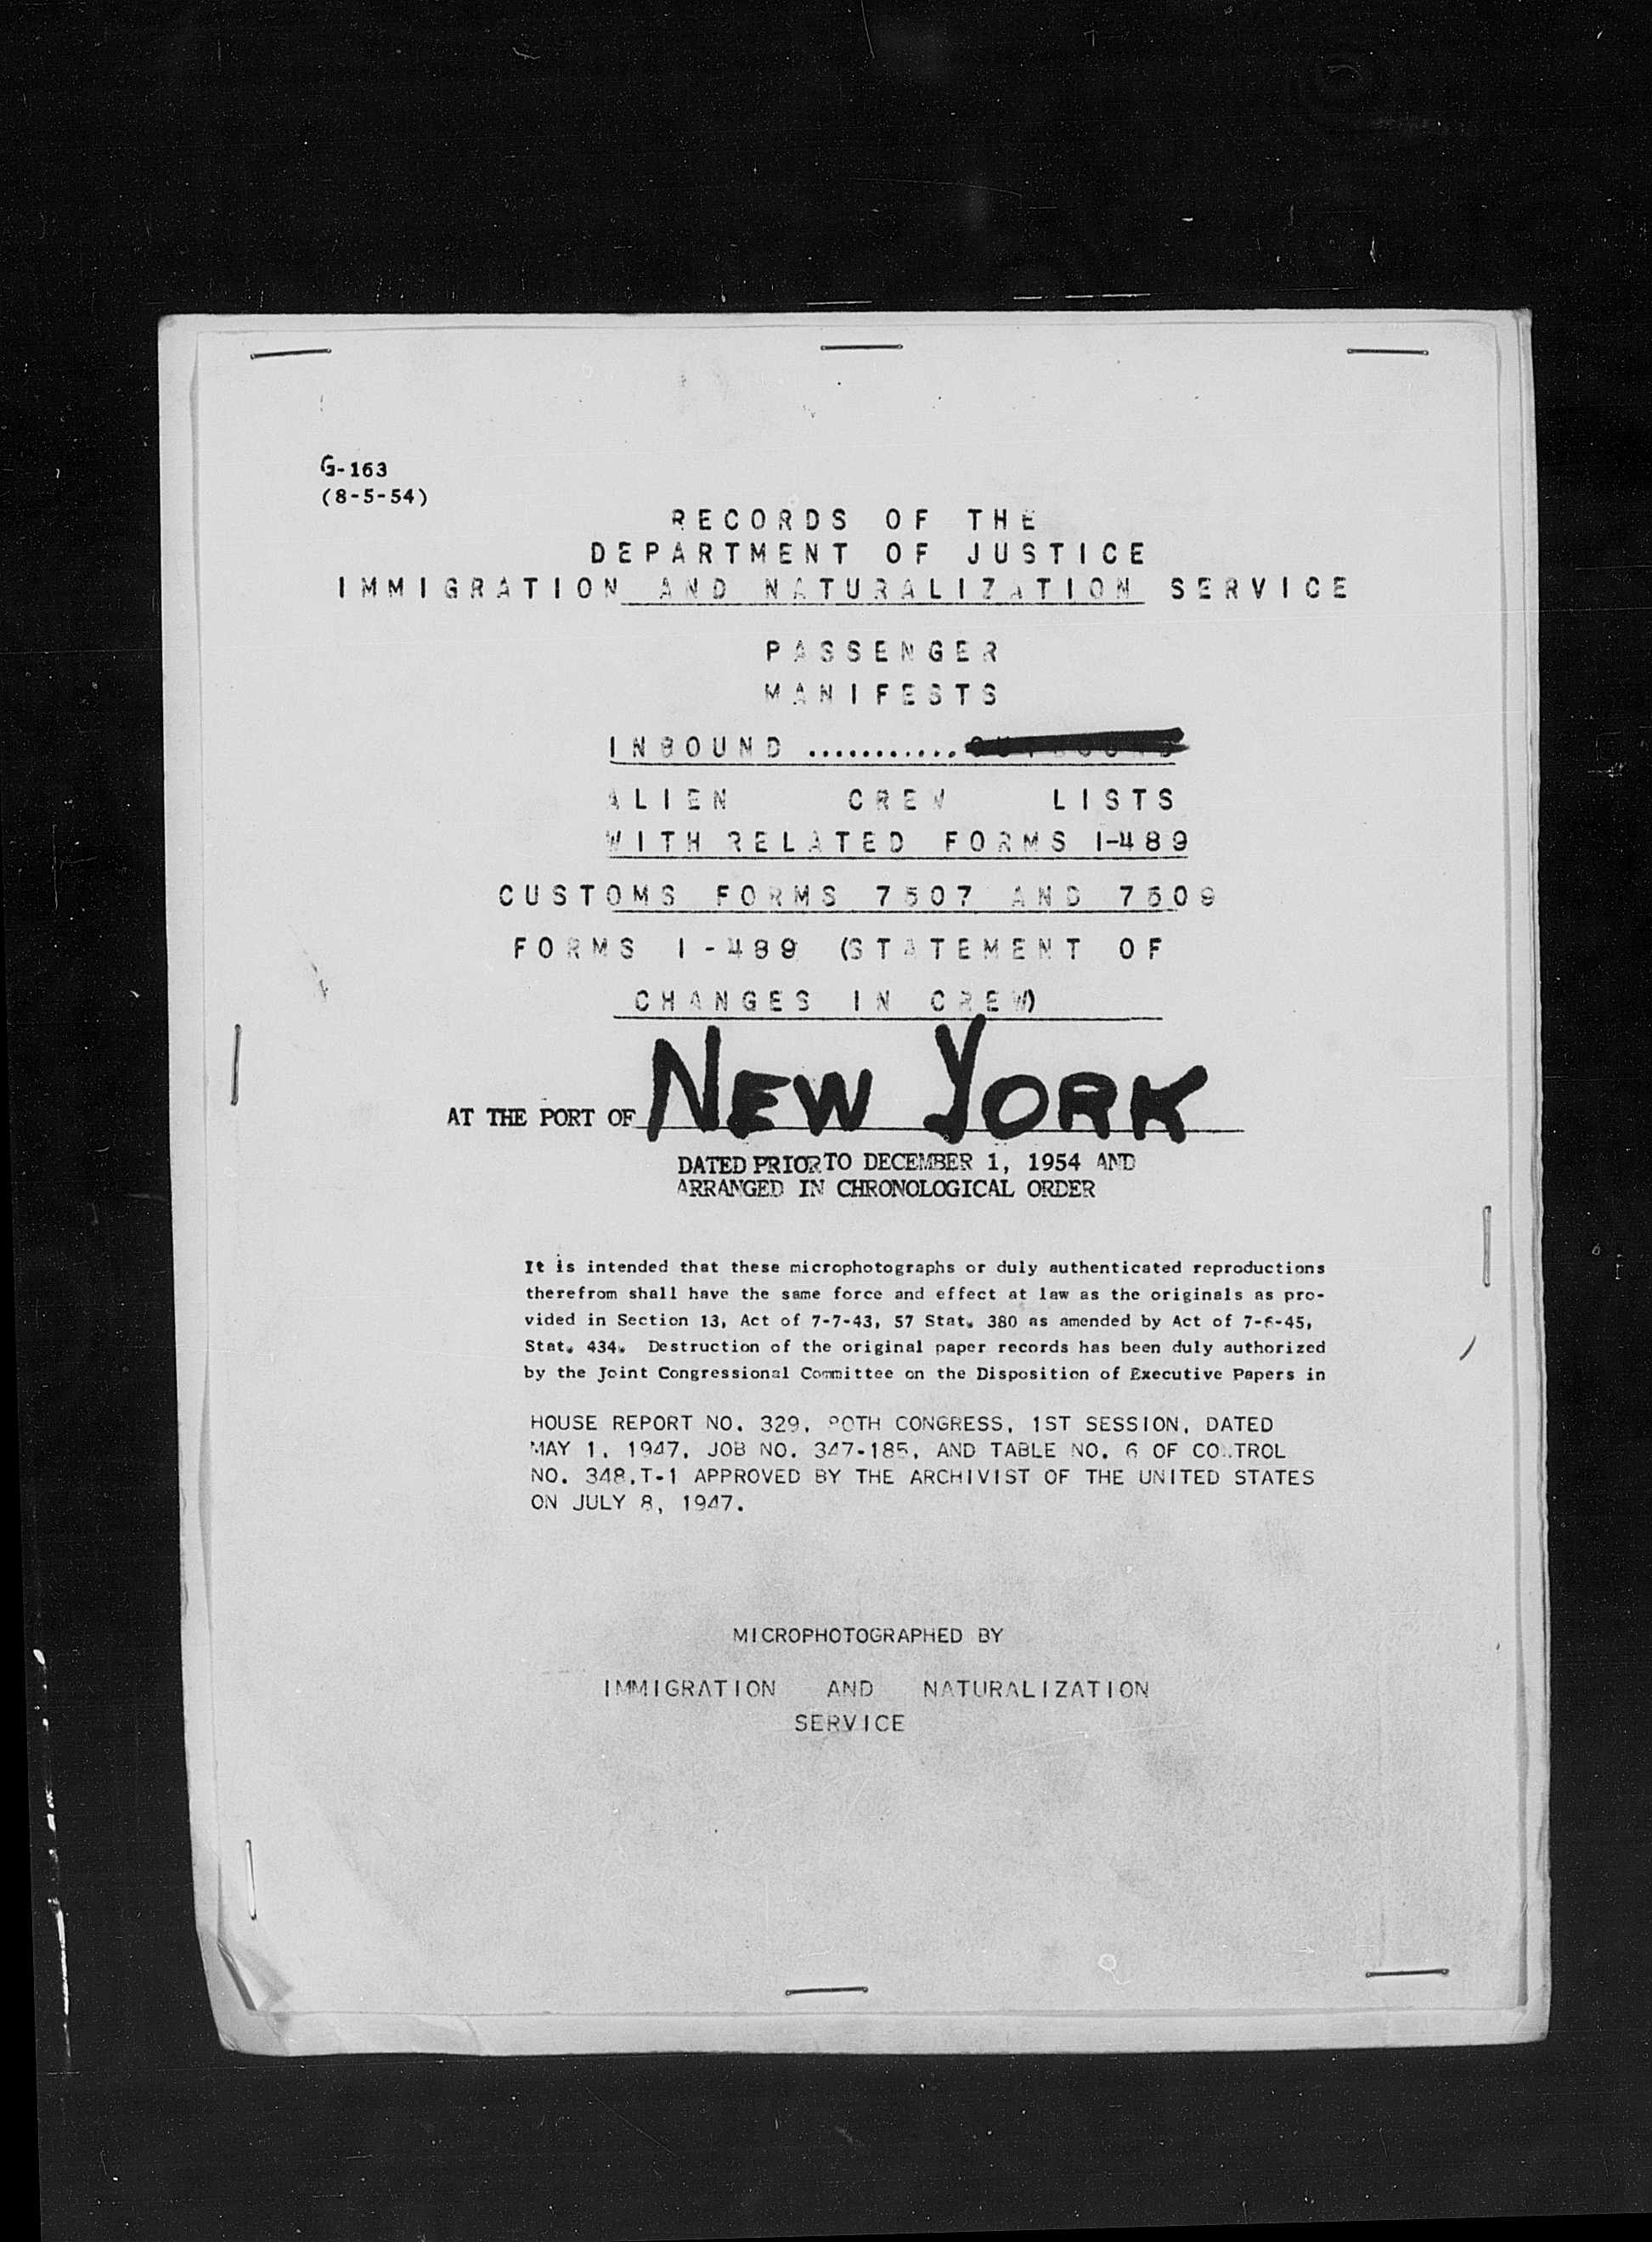 G-163
(8-5-54)
RECORDS OF THE
DEPARTMENT OF JUSTICE
IMMIGRATION AND NATURALIZATION SERVICE
PASSENGER
MANIFESTS
INBOUND ...........OUTBOUND
ALIEN CREW LISTS
WITH RELATED FORMS I-489
CUSTOMS FORMS 7507 AND 7509
FORMS I-489 (STATEMENT OF
CHANGES IN CREW)
AT THE PORT OF NEW YORK
DATED PRIOR TO DECEMBER 1, 1954 AND
ARRANGED IN CHRONOLOGICAL ORDER
It is intended that these microphotographs or duly authenticated reproductions
therefrom shall have the same force and effect at law as the originals as pro-
vided in Section 13, Act of 7-7-43, 57 Stat. 380 as amended by Act of 7-6-45,
Stat. 434. Destruction of the original paper records has been duly authorized
by the Joint Congressional Committee on the Disposition of Executive Papers in
HOUSE REPORT NO. 329, 80TH CONGRESS, 1ST SESSION, DATED
MAY 1, 1947, JOB NO. 347-185, AND TABLE NO. 6 OF CONTROL
NO. 348,T-1 APPROVED BY THE ARCHIVIST OF THE UNITED STATES
ON JULY 8, 1947.
MICROPHOTOGRAPHED BY
IMMIGRATION AND NATURALIZATION
SERVICE